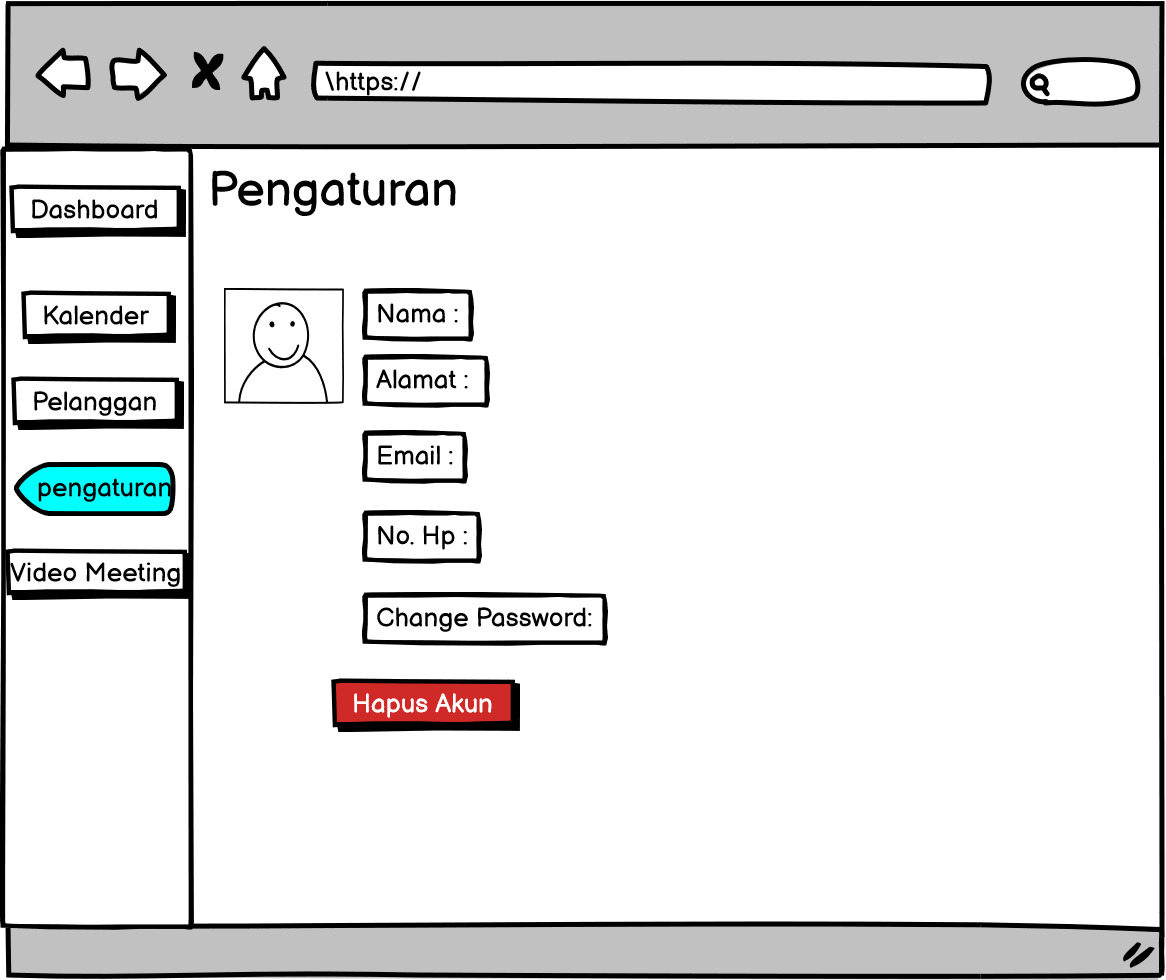 \https://
Pengaturan
Dashboard
Kalender
Pelanggan
pengaturan
Video Meeting
Nama :
Alamat :
Email :
No. Hp :
Change Password:
Hapus Akun